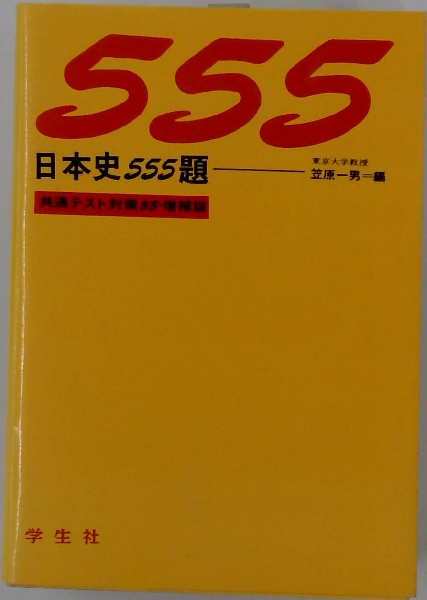 555
日本史555題
東京大学教授
笠原一男=編
共通テスト対策55増補版
学生社